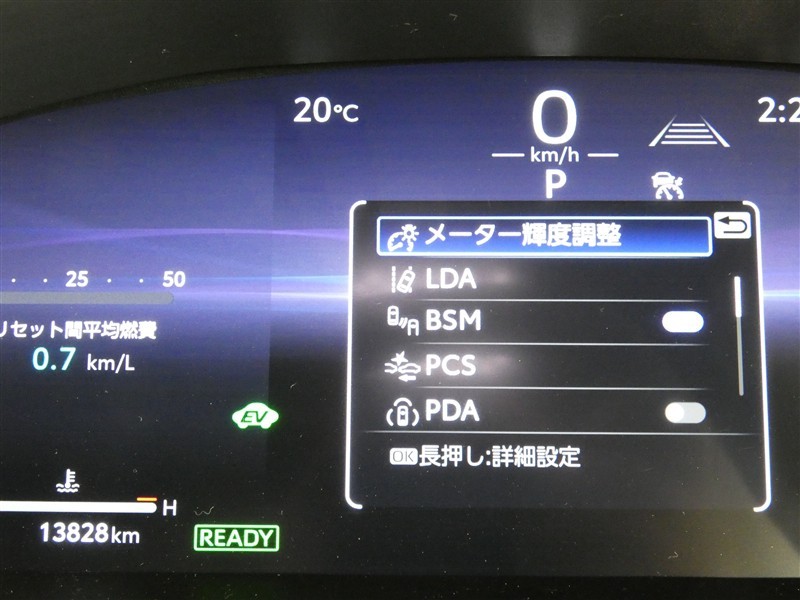 20℃
0
km/h
P
2:2
メーター輝度調整
LDA
BSM
PCS
PDA
OK長押し:詳細設定
25 50
リセット間平均燃費
0.7 km/L
EV
H
13828km
READY